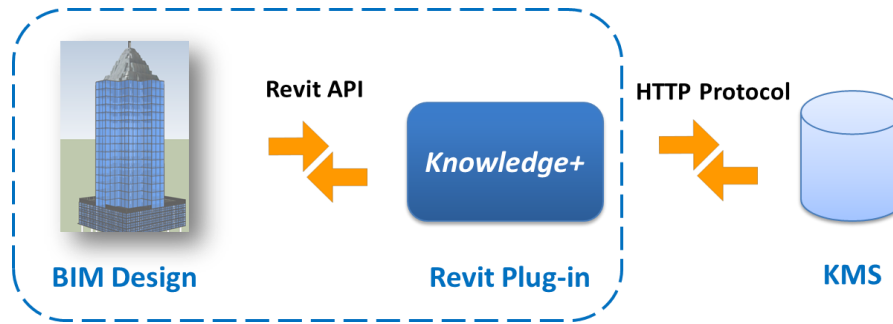 Revit API
HTTP Protocol
Knowledge+
BIM Design
Revit Plug-in
KMS